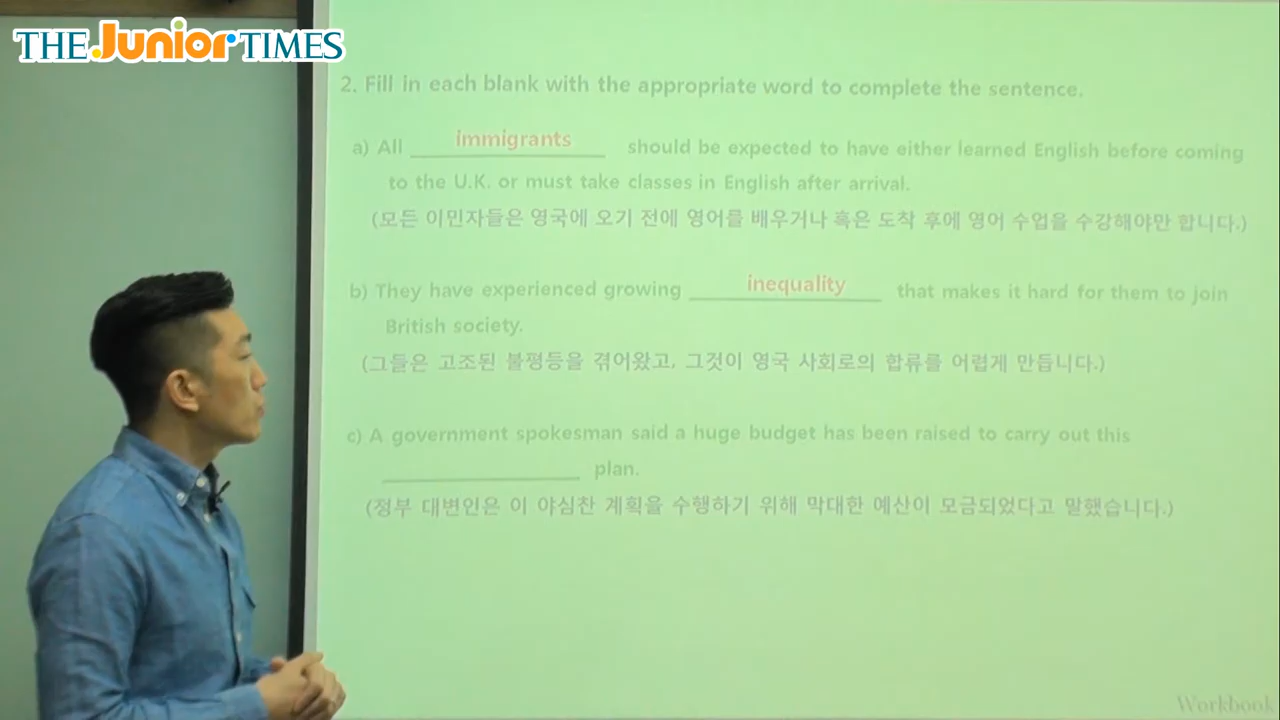 THE Junior TIMES
2. Fill in each blank with the appropriate word to complete the sentence.
a) All immigrants should be expected to have either learned English before coming
to the U.K. or must take classes in English after arrival.
(모든 이민자들은 영국에 오기 전에 영어를 배우거나 혹은 도착 후에 영어 수업을 수강해야만 합니다.)
b) They have experienced growing inequality that makes it hard for them to join
British society.
(그들은 고조된 불평등을 겪어왔고, 그것이 영국 사회로의 합류를 어렵게 만듭니다.)
c) A government spokesman said a huge budget has been raised to carry out this
____________ plan.
(정부 대변인은 이 야심찬 계획을 수행하기 위해 막대한 예산이 모금되었다고 말했습니다.)
Workbook